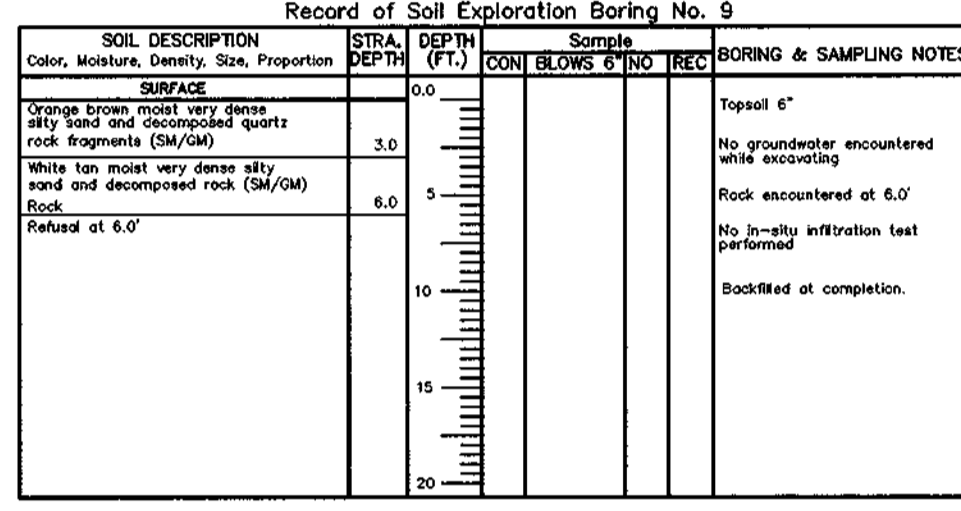 Record of Soil Exploration Boring No. 9
SOIL DESCRIPTION
Color, Moisture, Density, Size, Proportion
STRA.
DEPTH
DEPTH
(FT.)
Sample
CON BLOWS 6" NO REC
BORING & SAMPLING NOTES
SURFACE
Orange brown moist very dense
silty sand and decomposed quartz
rock fragments (SM/GM)
3.0
White tan moist very dense silty
sand and decomposed rock (SM/GM)
Rock
6.0
Refusal at 6.0'
0.0
5
10
15
20
Topsoil 6"
No groundwater encountered
while excavating
Rock encountered at 6.0'
No in-situ infiltration test
performed
Backfilled at completion.